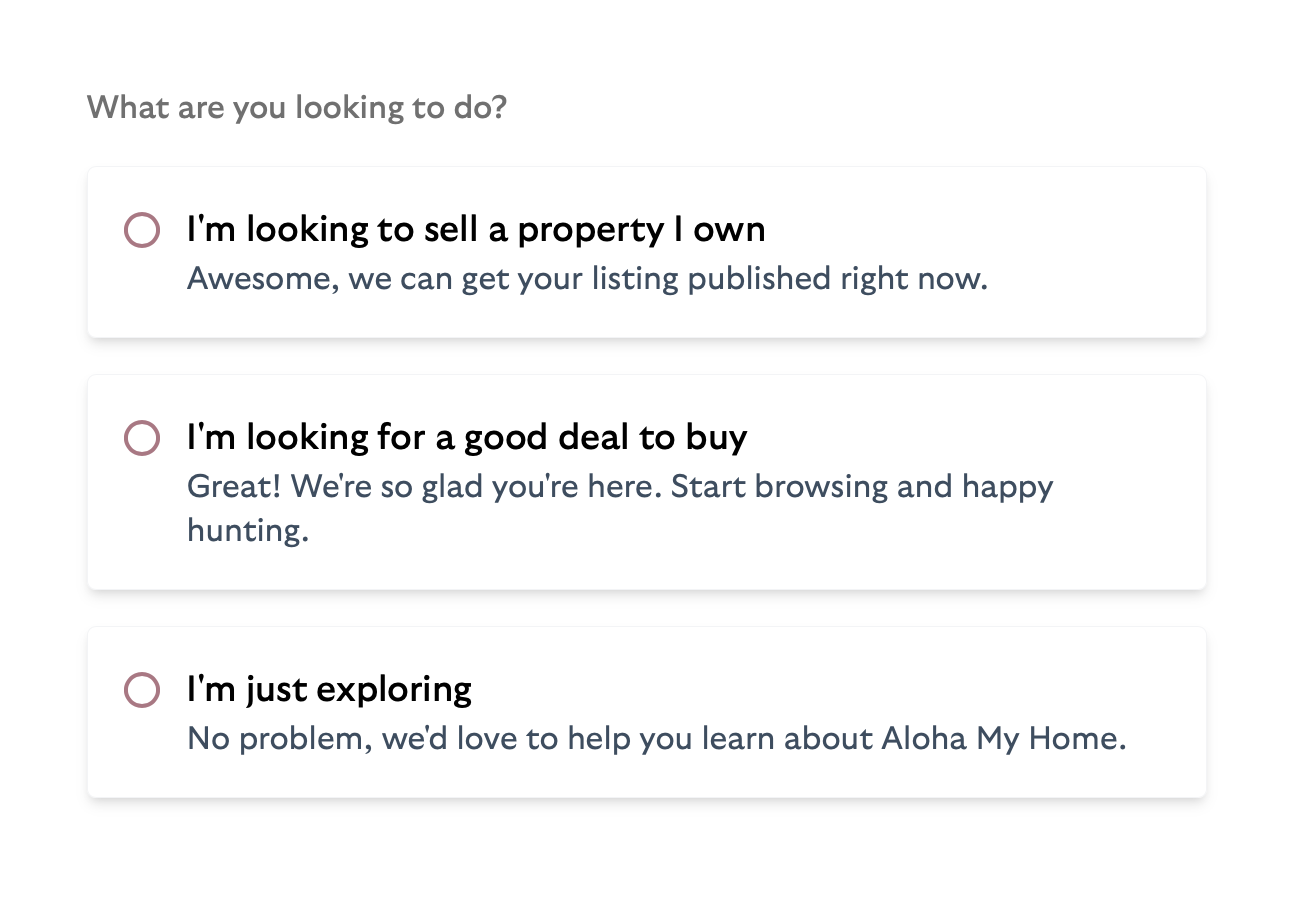 What are you looking to do?
I'm looking to sell a property I own
Awesome, we can get your listing published right now.
I'm looking for a good deal to buy
Great! We're so glad you're here. Start browsing and happy
hunting.
I'm just exploring
No problem, we'd love to help you learn about Aloha My Home.